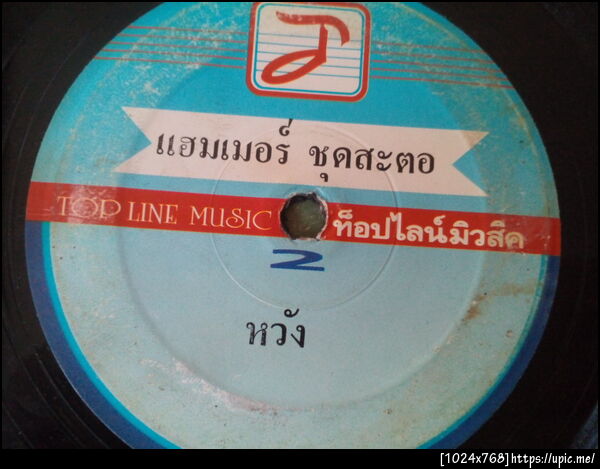 แฮมเมอร์ ชุดสะตอ
TOP LINE MUSIC ท็อปไลน์มิวสิค
2
หวัง
[1024x768]https://upic.me/